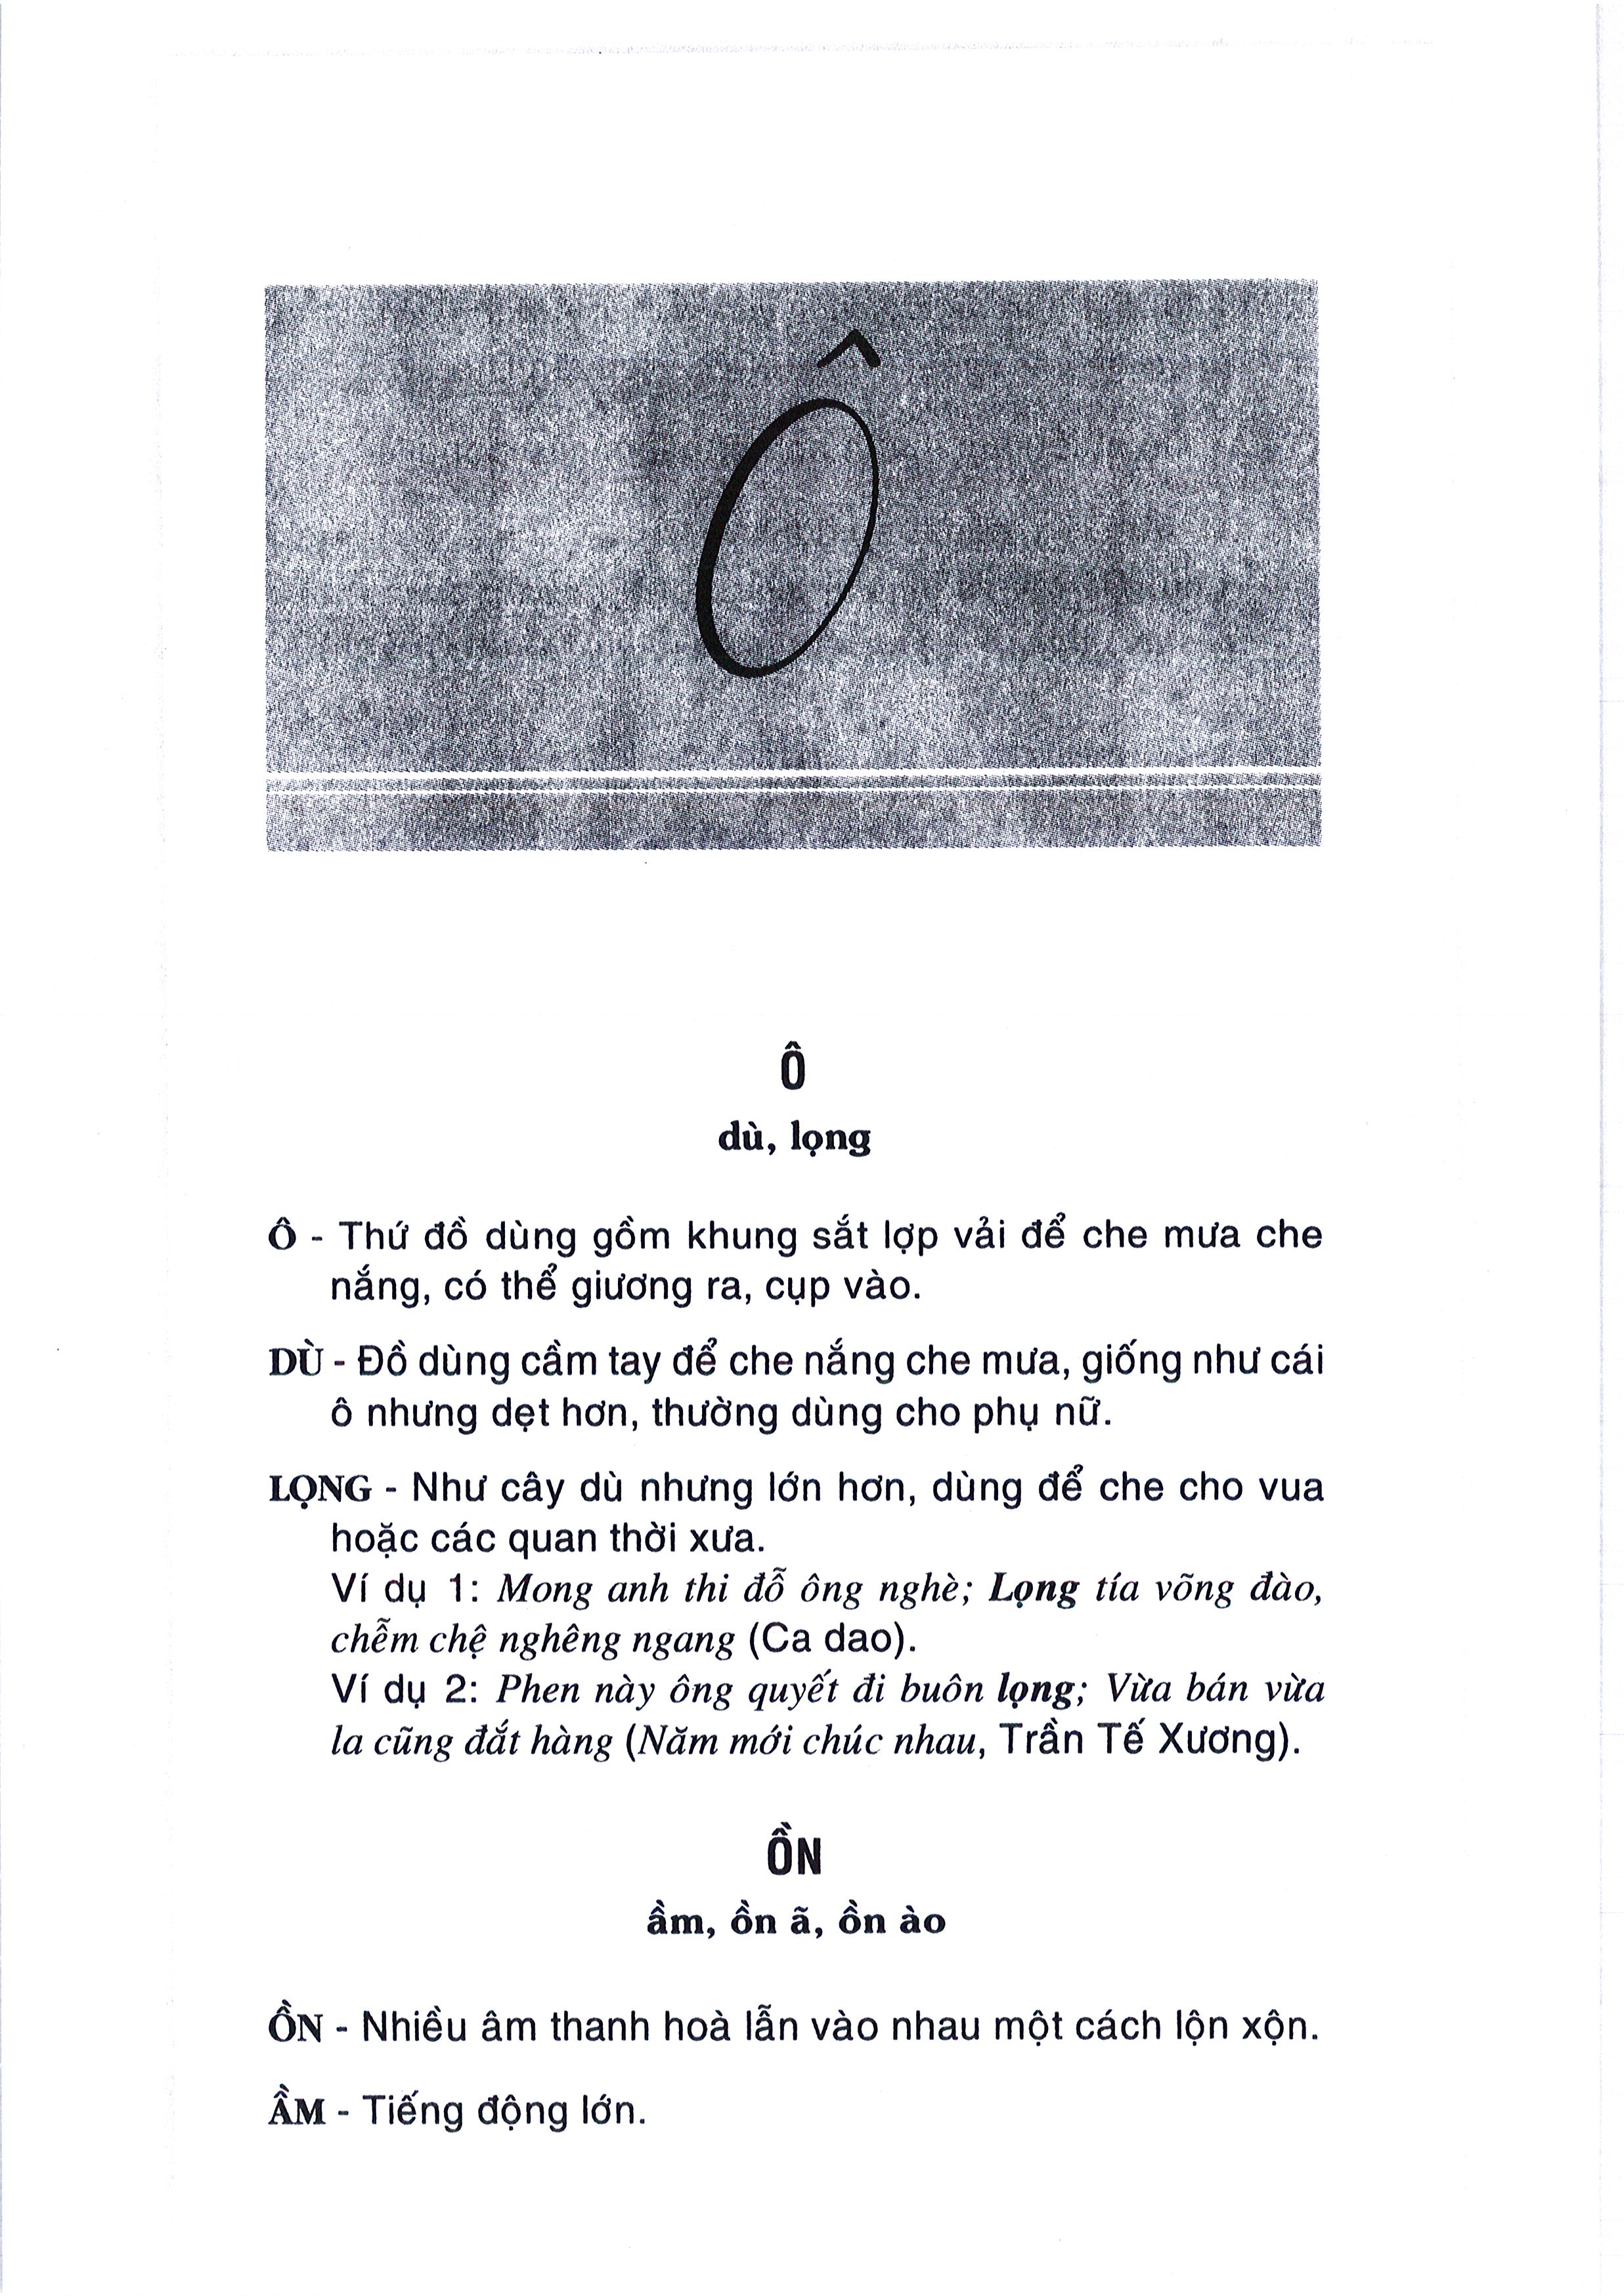 Ô
Ô
dù, lọng
Ô - Thứ đồ dùng gồm khung sắt lợp vải để che mưa che
nắng, có thể giương ra, cụp vào.
DÙ - Đồ dùng cầm tay để che nắng che mưa, giống như cái
ô nhưng dẹt hơn, thường dùng cho phụ nữ.
LỌNG - Như cây dù nhưng lớn hơn, dùng để che cho vua
hoặc các quan thời xưa.
Ví dụ 1: Mong anh thi đỗ ông nghè; Lọng tía võng đào,
chễm chệ nghênh ngang (Ca dao).
Ví dụ 2: Phen này ông quyết đi buôn lọng; Vừa bán vừa
la cũng đắt hàng (Năm mới chúc nhau, Trần Tế Xương).
ỒN
ầm, ồn ã, ồn ào
ỒN - Nhiều âm thanh hoà lẫn vào nhau một cách lộn xộn.
ẦM - Tiếng động lớn.